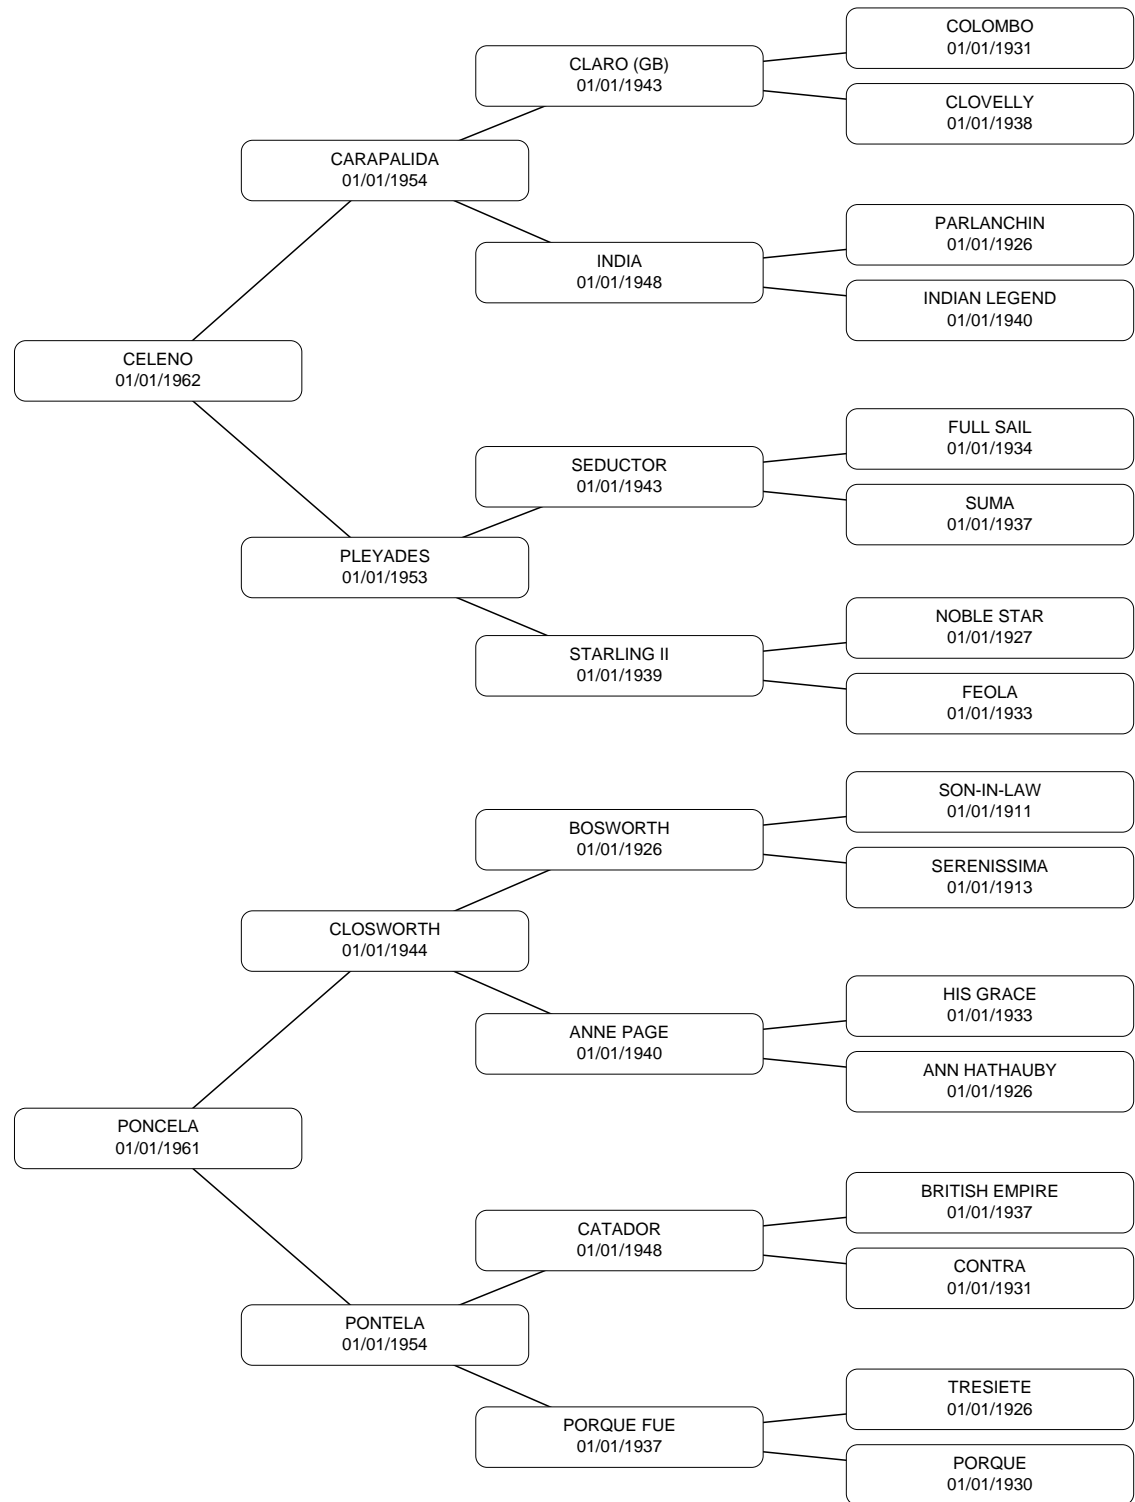 COLOMBO
01/01/1931
CLARO (GB)
01/01/1943
CLOVELLY
01/01/1938
CARAPALIDA
01/01/1954
PARLANCHIN
01/01/1926
INDIA
01/01/1948
INDIAN LEGEND
01/01/1940
CELENO
01/01/1962
FULL SAIL
01/01/1934
SEDUCTOR
01/01/1943
SUMA
01/01/1937
PLEYADES
01/01/1953
NOBLE STAR
01/01/1927
STARLING II
01/01/1939
FEOLA
01/01/1933
SON-IN-LAW
01/01/1911
BOSWORTH
01/01/1926
SERENISSIMA
01/01/1913
CLOSWORTH
01/01/1944
HIS GRACE
01/01/1933
ANNE PAGE
01/01/1940
ANN HATHAUBY
01/01/1926
PONCELA
01/01/1961
BRITISH EMPIRE
01/01/1937
CATADOR
01/01/1948
CONTRA
01/01/1931
PONTELA
01/01/1954
TRESIETE
01/01/1926
PORQUE FUE
01/01/1937
PORQUE
01/01/1930